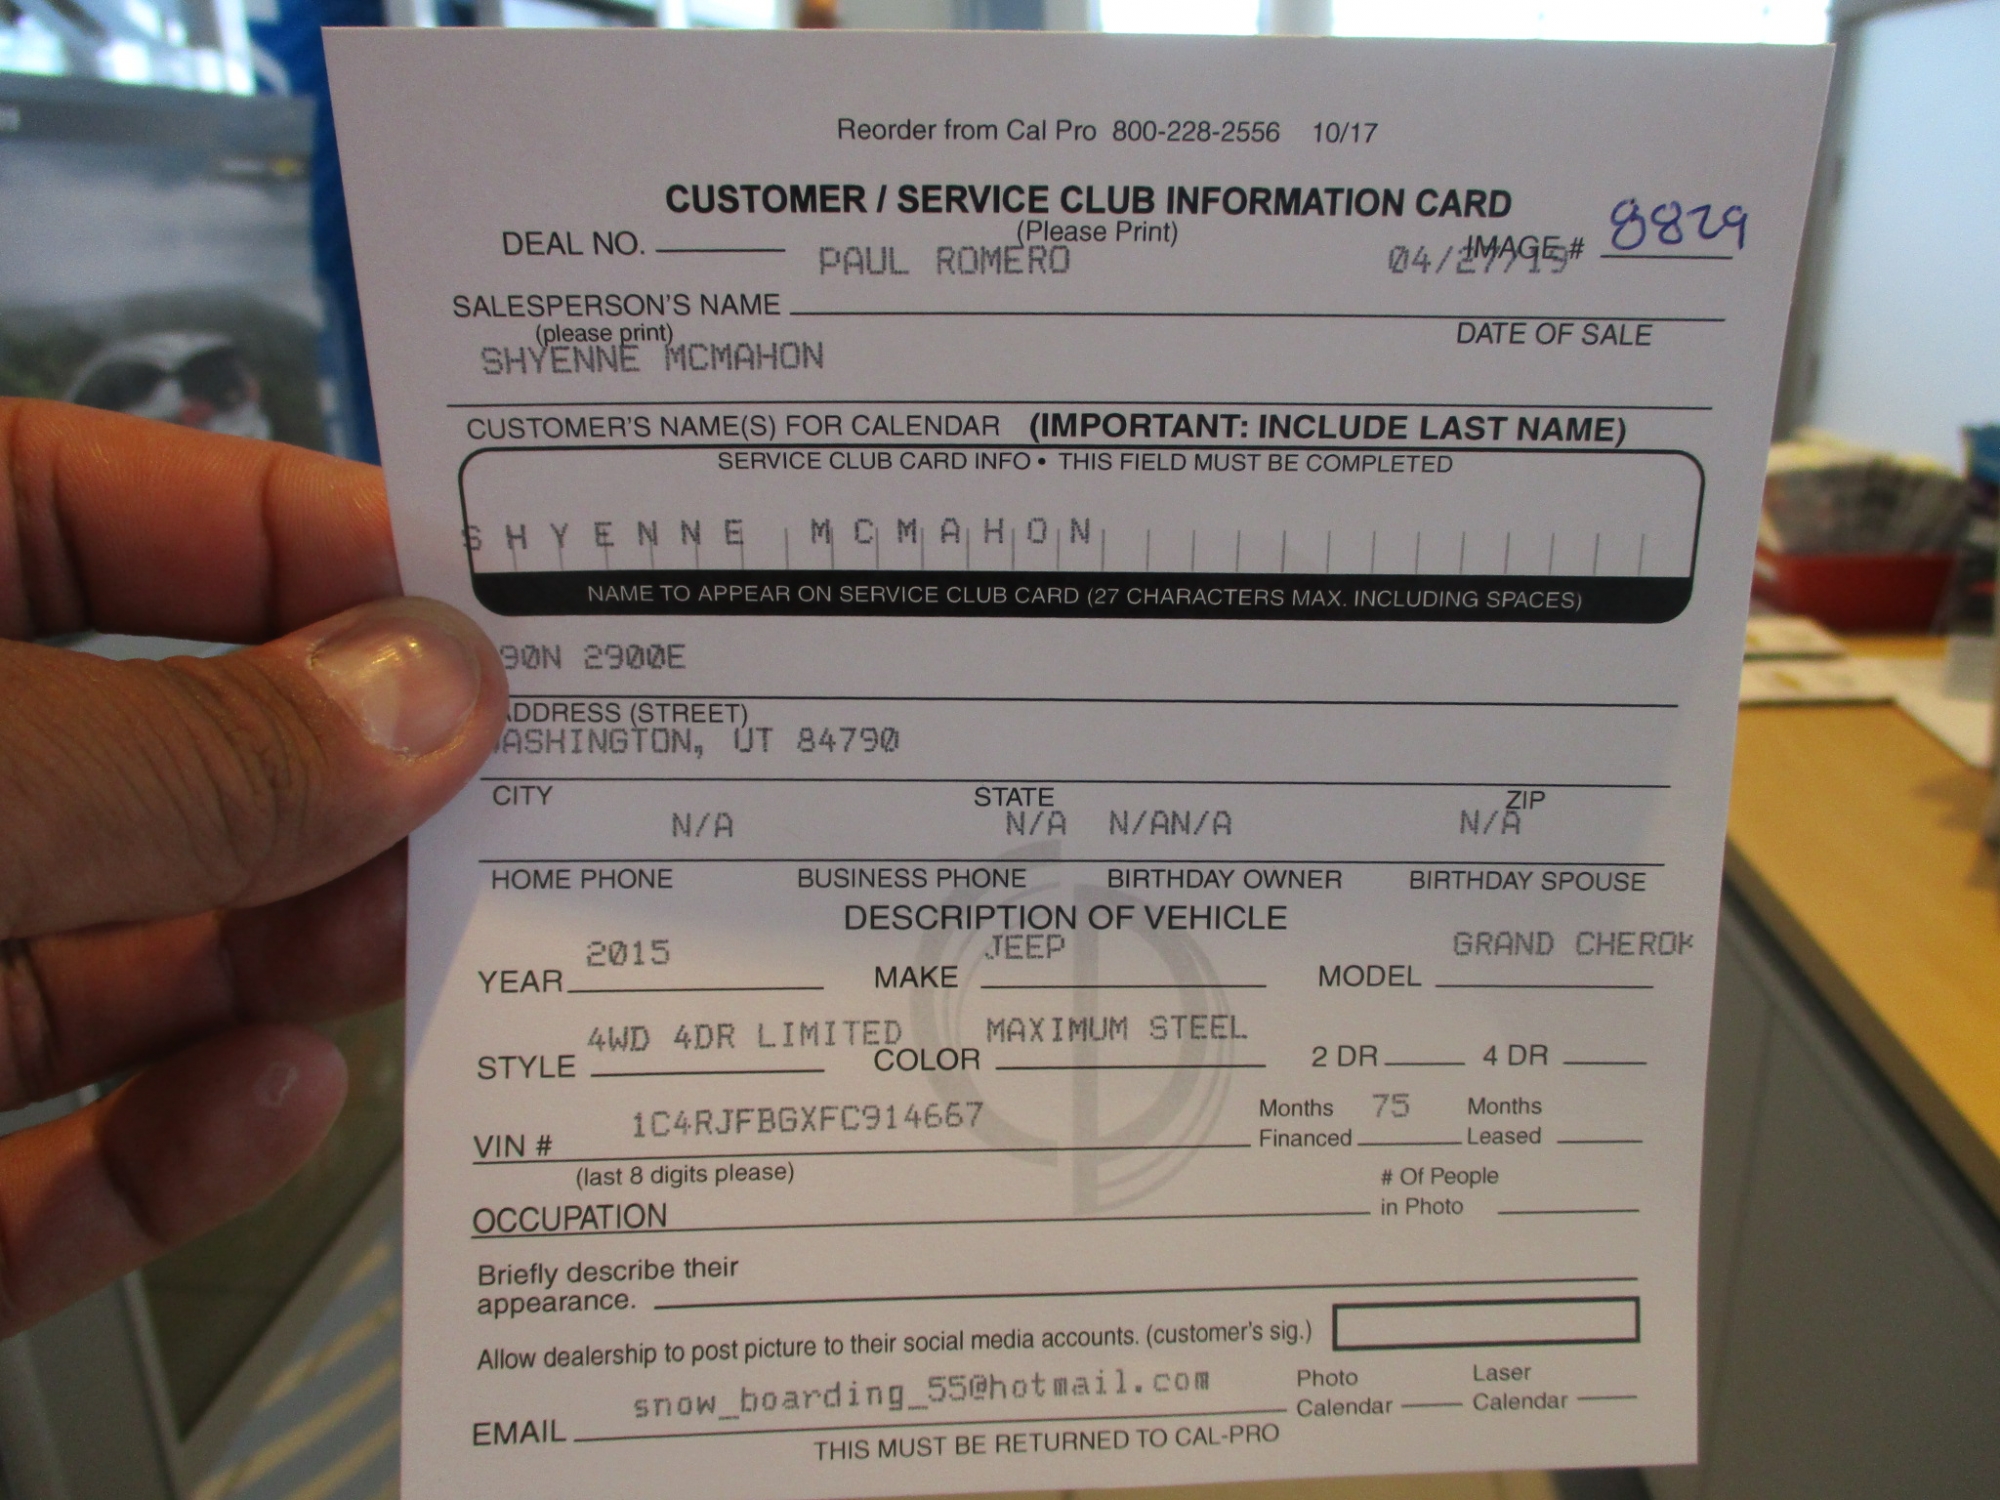 Reorder from Cal Pro 800-228-2556 10/17
CUSTOMER / SERVICE CLUB INFORMATION CARD
(Please Print)
DEAL NO. IMAGE# 8829
PAUL ROMERO 04/27/19
SALESPERSON'S NAME
(please print) DATE OF SALE
SHYENNE MCMAHON
CUSTOMER'S NAME(S) FOR CALENDAR (IMPORTANT: INCLUDE LAST NAME)
SERVICE CLUB CARD INFO • THIS FIELD MUST BE COMPLETED
SHYENNE MCMAHON
NAME TO APPEAR ON SERVICE CLUB CARD (27 CHARACTERS MAX. INCLUDING SPACES)
90N 2900E
ADDRESS (STREET)
WASHINGTON, UT 84790
CITY STATE ZIP
N/A N/A N/AN/A N/A
HOME PHONE BUSINESS PHONE BIRTHDAY OWNER BIRTHDAY SPOUSE
DESCRIPTION OF VEHICLE
2015 JEEP GRAND CHEROK
YEAR MAKE MODEL
4WD 4DR LIMITED MAXIMUM STEEL
STYLE COLOR 2 DR 4 DR
1C4RJFBGXFC914667 Months 75 Months
VIN # Financed Leased
(last 8 digits please) # Of People
OCCUPATION in Photo
Briefly describe their
appearance.
Allow dealership to post picture to their social media accounts. (customer's sig.)
snow_boarding_55@hotmail.com Photo Laser
EMAIL Calendar Calendar
THIS MUST BE RETURNED TO CAL-PRO